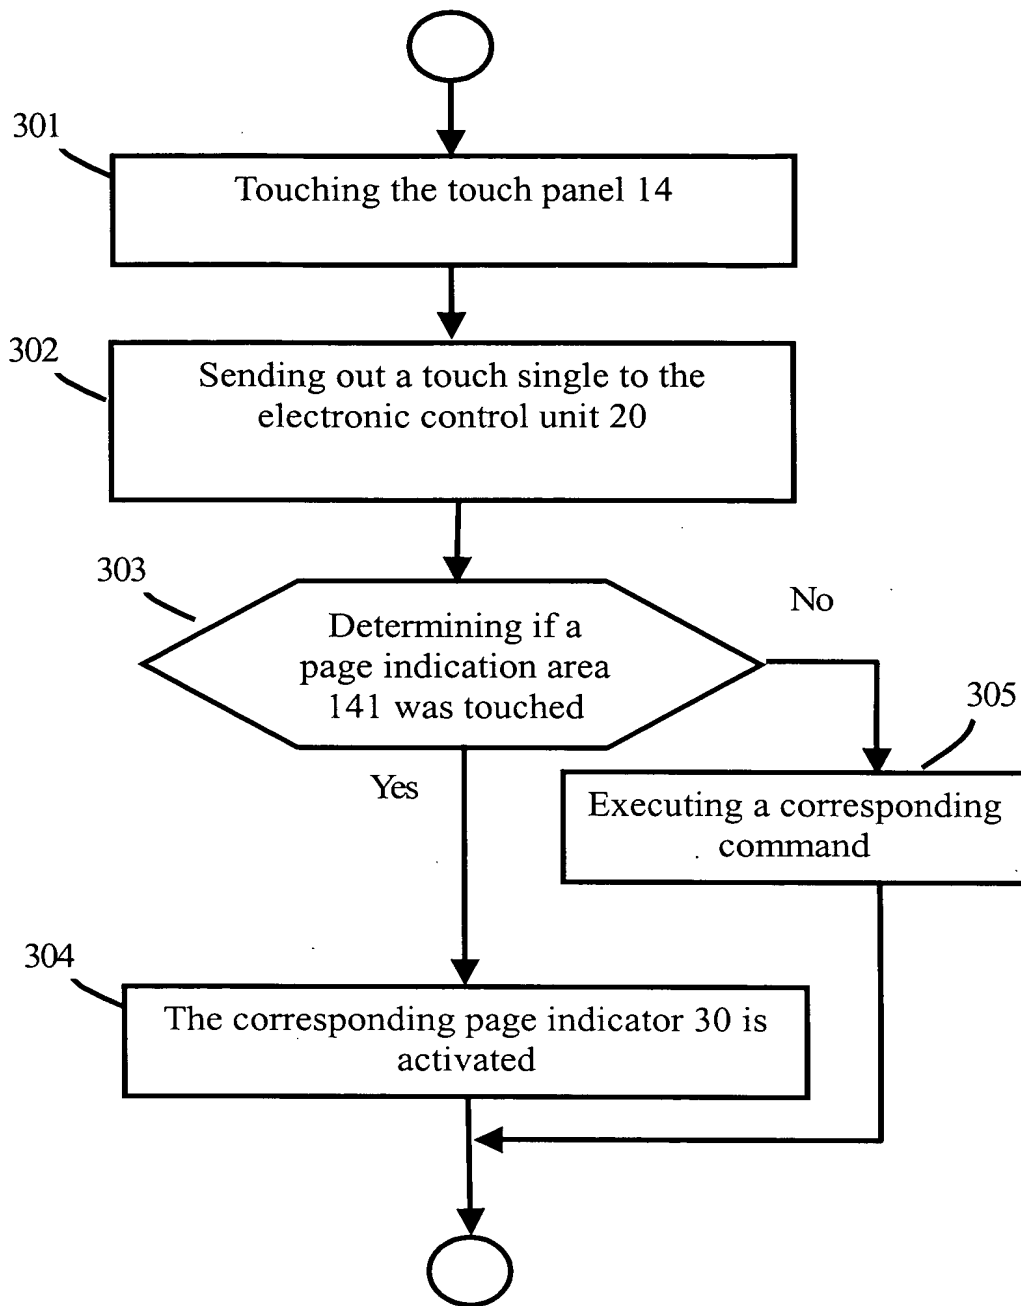 301
Touching the touch panel 14
302
Sending out a touch single to the
electronic control unit 20
303
Determining if a
page indication area
141 was touched
No
305
Yes
Executing a corresponding
command
304
The corresponding page indicator 30 is
activated